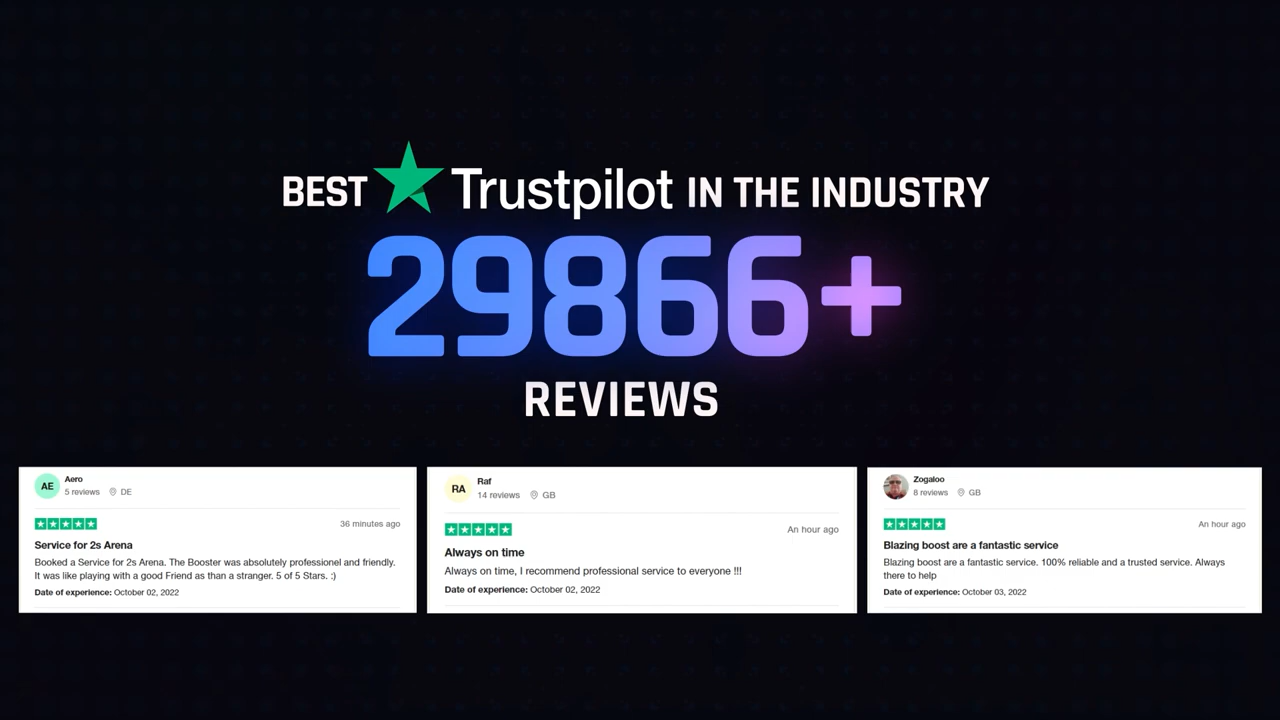 BEST Trustpilot IN THE INDUSTRY
29866+
REVIEWS
AE
Aero
5 reviews DE
36 minutes ago
Service for 2s Arena
Booked a Service for 2s Arena. The Booster was absolutely professionel and friendly.
It was like playing with a good Friend as than a stranger. 5 of 5 Stars. :)
Date of experience: October 02, 2022
RA
Raf
14 reviews GB
An hour ago
Always on time
Always on time, I recommend professional service to everyone !!!
Date of experience: October 02, 2022
Zogaloo
8 reviews GB
An hour ago
Blazing boost are a fantastic service
Blazing boost are a fantastic service. 100% reliable and a trusted service. Always
there to help
Date of experience: October 03, 2022